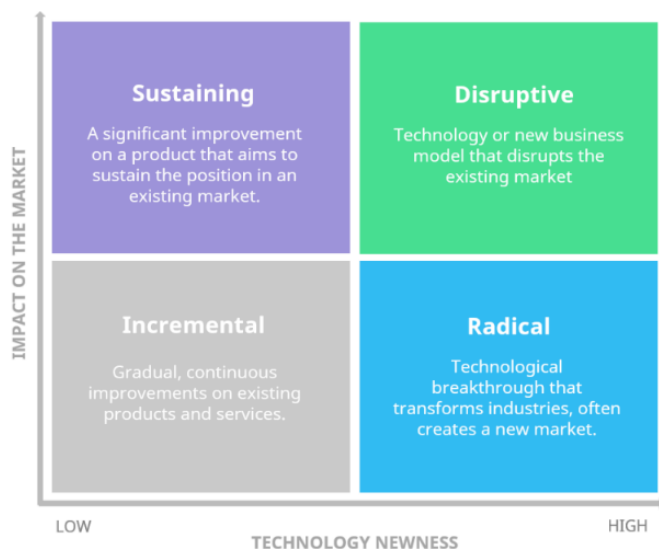 Sustaining
A significant improvement
on a product that aims to
sustain the position in an
existing market.
Disruptive
Technology or new business
model that disrupts the
existing market
Incremental
Gradual, continuous
improvements on existing
products and services.
Radical
Technological
breakthrough that
transforms industries, often
creates a new market.
IMPACT ON THE MARKET
LOW
HIGH
TECHNOLOGY NEWNESS